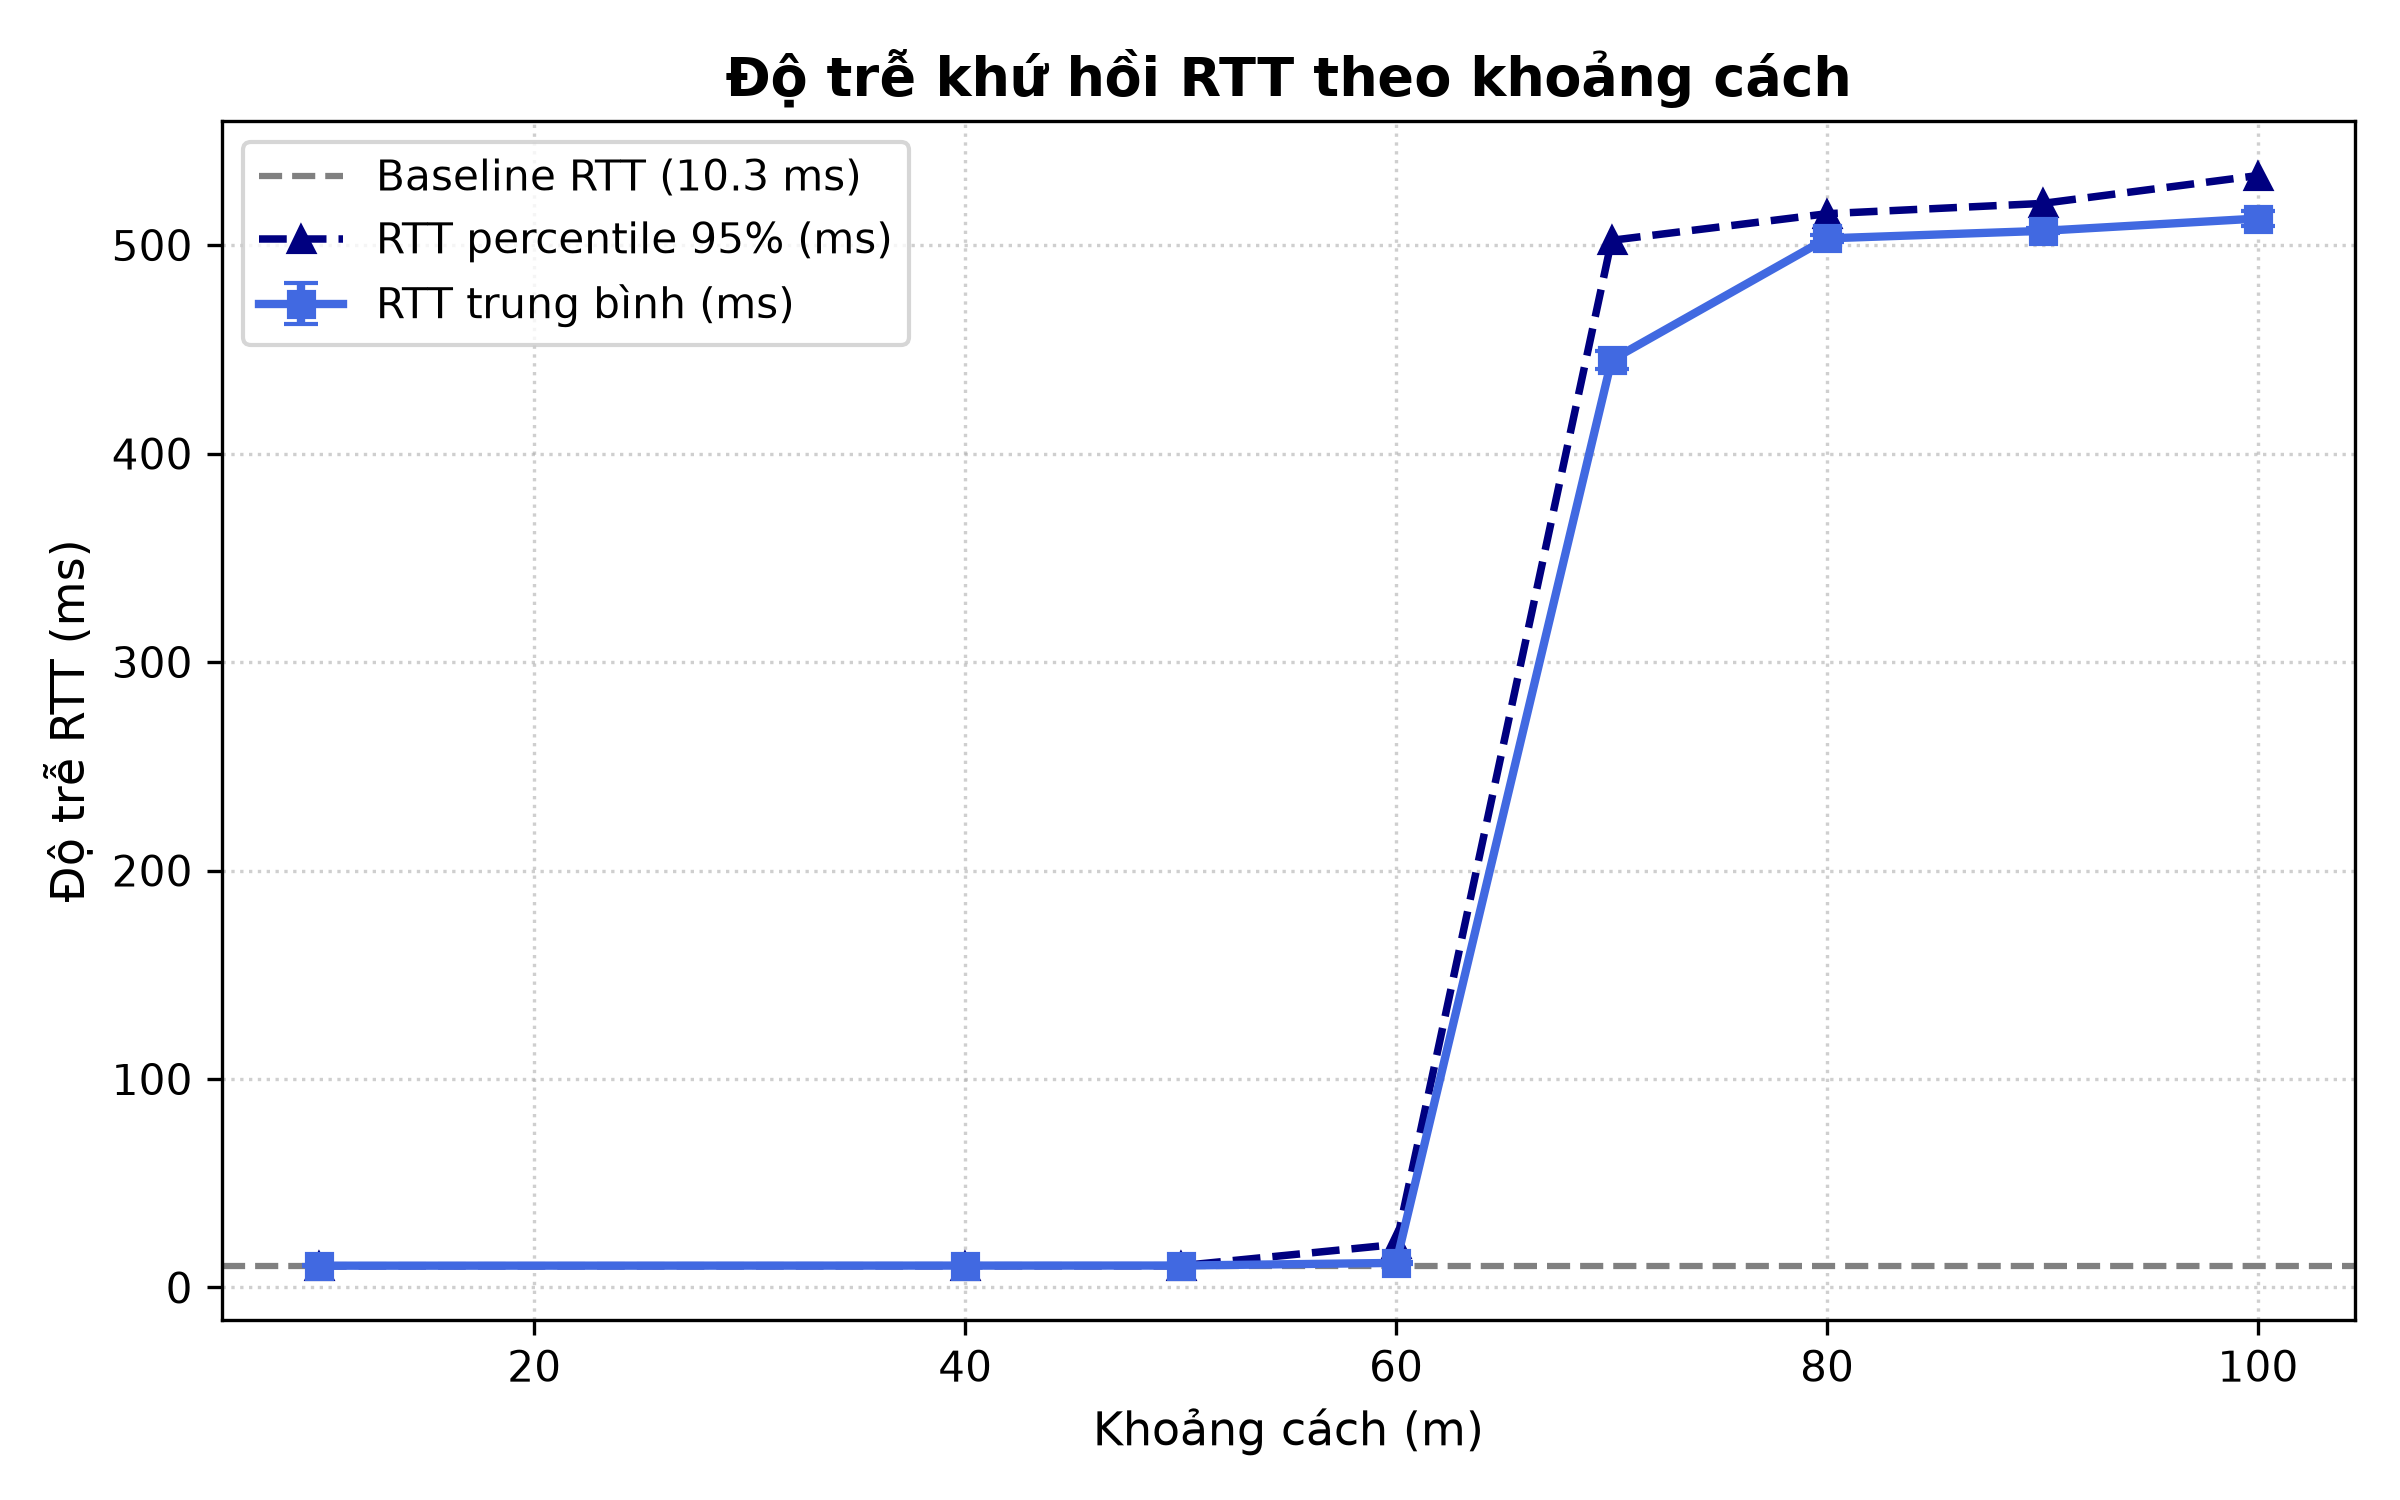 Độ trễ khứ hồi RTT theo khoảng cách
Baseline RTT (10.3 ms)
RTT percentile 95% (ms)
RTT trung bình (ms)
Độ trễ RTT (ms)
500
400
300
200
100
0
20
40
60
80
100
Khoảng cách (m)